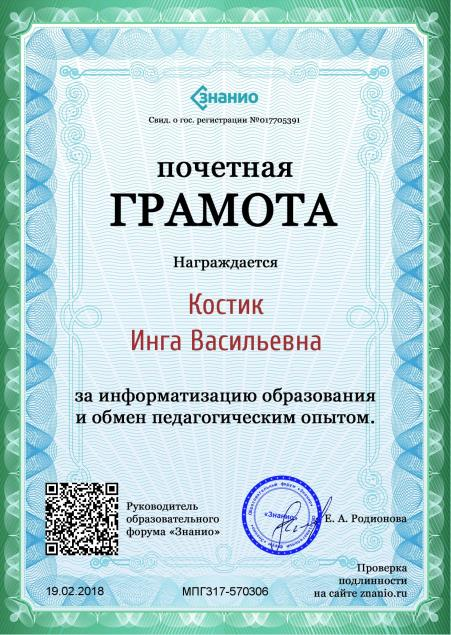 знанио
Свид. о гос. регистрации №017705391
почетная
ГРАМОТА
Награждается
Костик
Инга Васильевна
за информатизацию образования
и обмен педагогическим опытом.
Руководитель
образовательного
форума «Знанио»
«Знанио»
Е. А. Родионова
19.02.2018
МПГ317-570306
Проверка
подлинности
на сайте znanio.ru